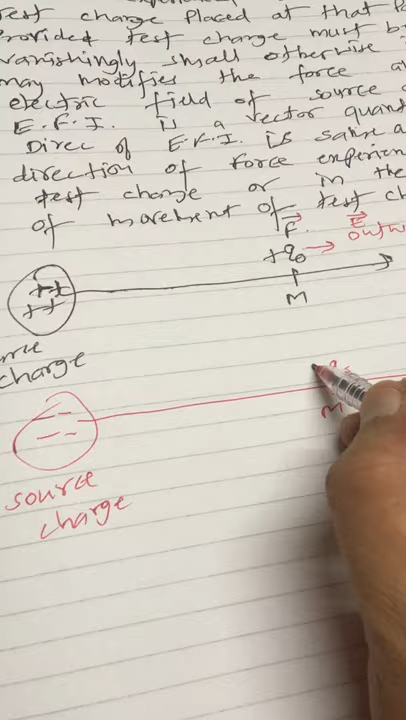 test charge placed at that
provided test charge must b
vanishingly small otherwise
may modifies the force a
electric field of source
E.F.I. is a vector quant
Direc of E.F.I. is same a
direction of force experien
test charge or in the
of movement of test ch
F E
+q₀ → outw
M
++
++
charge
M
source
charge